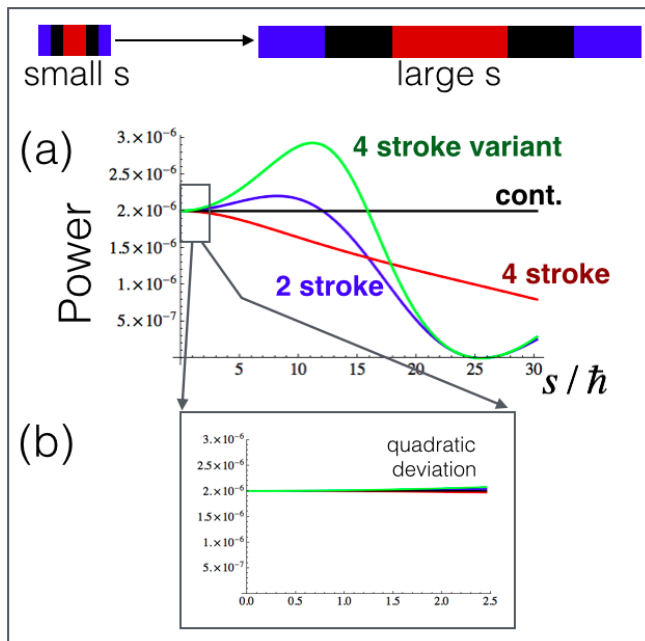 small s
large s
(a)
3.×10⁻⁶
2.5×10⁻⁶
2.×10⁻⁶
1.5×10⁻⁶
1.×10⁻⁶
5.×10⁻⁷
Power
4 stroke variant
cont.
4 stroke
2 stroke
5 10 15 20 25 30
s / ħ
(b)
quadratic
deviation
3.×10⁻⁶
2.5×10⁻⁶
2.×10⁻⁶
1.5×10⁻⁶
1.×10⁻⁶
5.×10⁻⁷
0.0 0.5 1.0 1.5 2.0 2.5